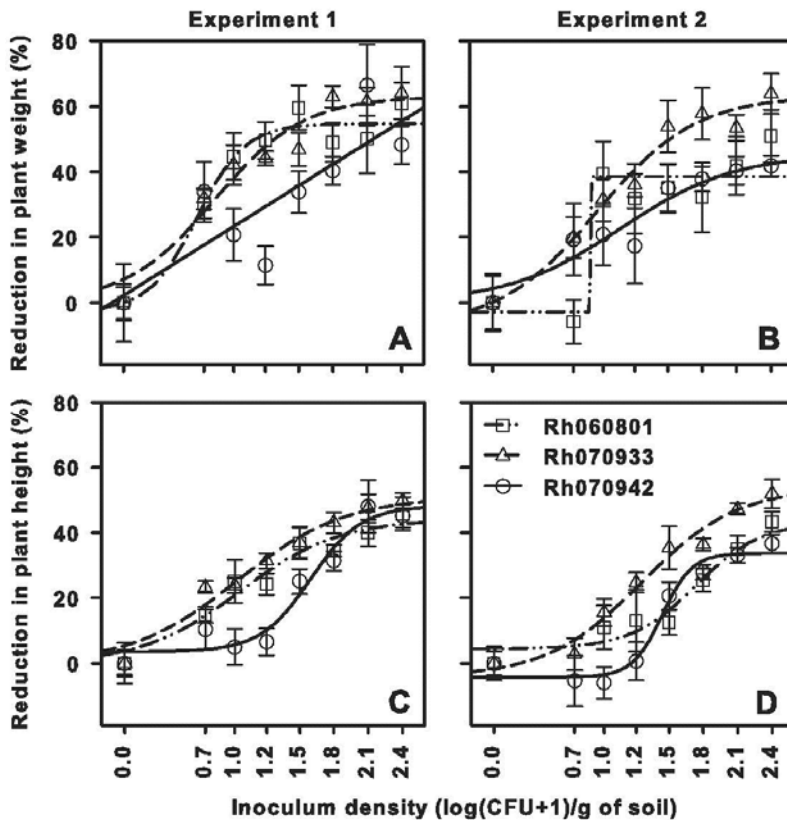 Experiment 1
Experiment 2
Reduction in plant weight (%)
80
60
40
20
0
A
B
Reduction in plant height (%)
80
60
40
20
0
C
Rh060801
Rh070933
Rh070942
D
0.0 0.7 1.0 1.2 1.5 1.8 2.1 2.4
0.0 0.7 1.0 1.2 1.5 1.8 2.1 2.4
Inoculum density (log(CFU+1)/g of soil)